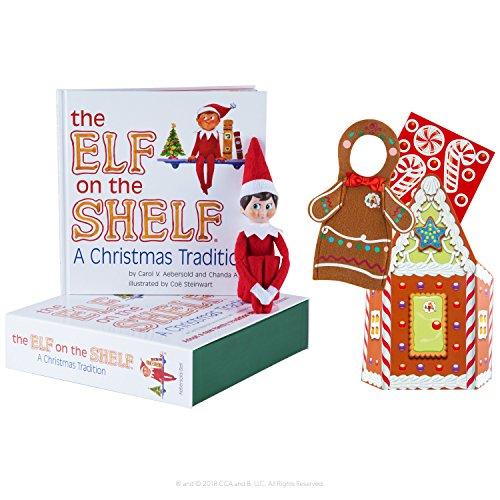 the
ELF
on the
SHELF®
A Christmas Tradition
by Carol V. Aebersold and Chanda A.
illustrated by Coë Steinwart
the ELF on the SHELF®
A Christmas Tradition
® and © 2018 CCA and B, LLC. All Rights Reserved.